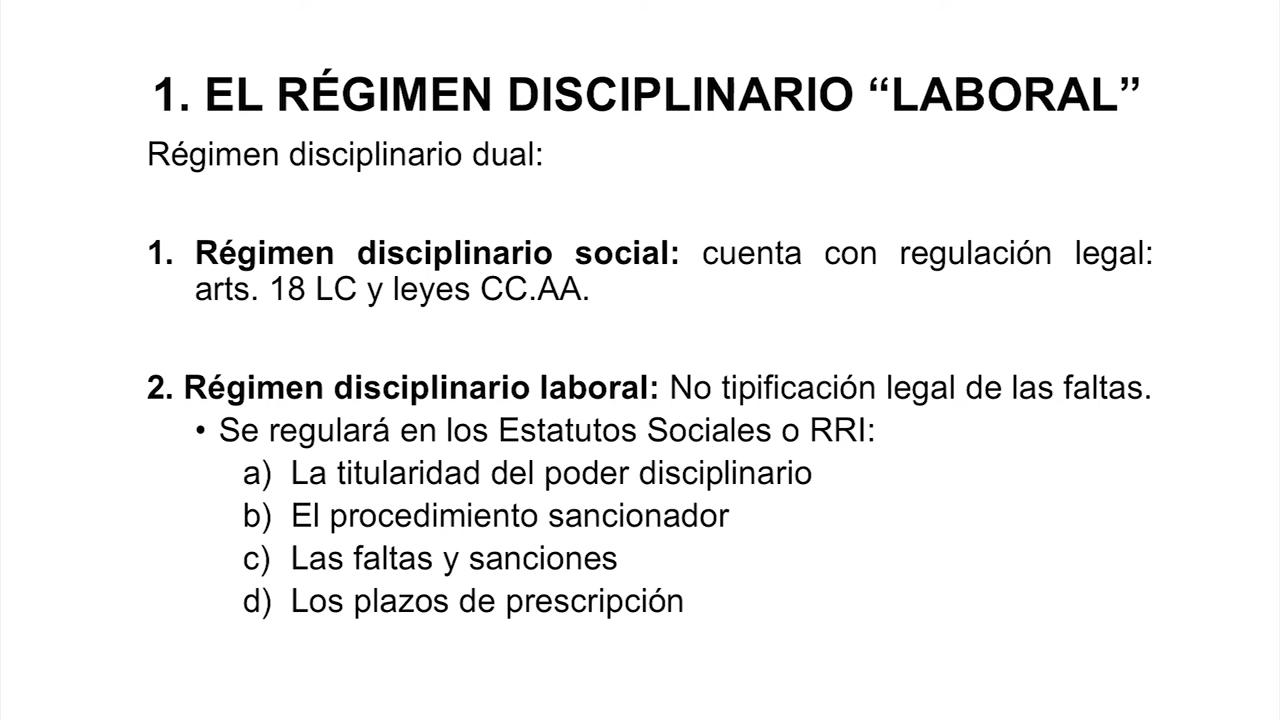 1. EL RÉGIMEN DISCIPLINARIO “LABORAL”
Régimen disciplinario dual:
1. Régimen disciplinario social: cuenta con regulación legal:
arts. 18 LC y leyes CC.AA.
2. Régimen disciplinario laboral: No tipificación legal de las faltas.
• Se regulará en los Estatutos Sociales o RRI:
a) La titularidad del poder disciplinario
b) El procedimiento sancionador
c) Las faltas y sanciones
d) Los plazos de prescripción